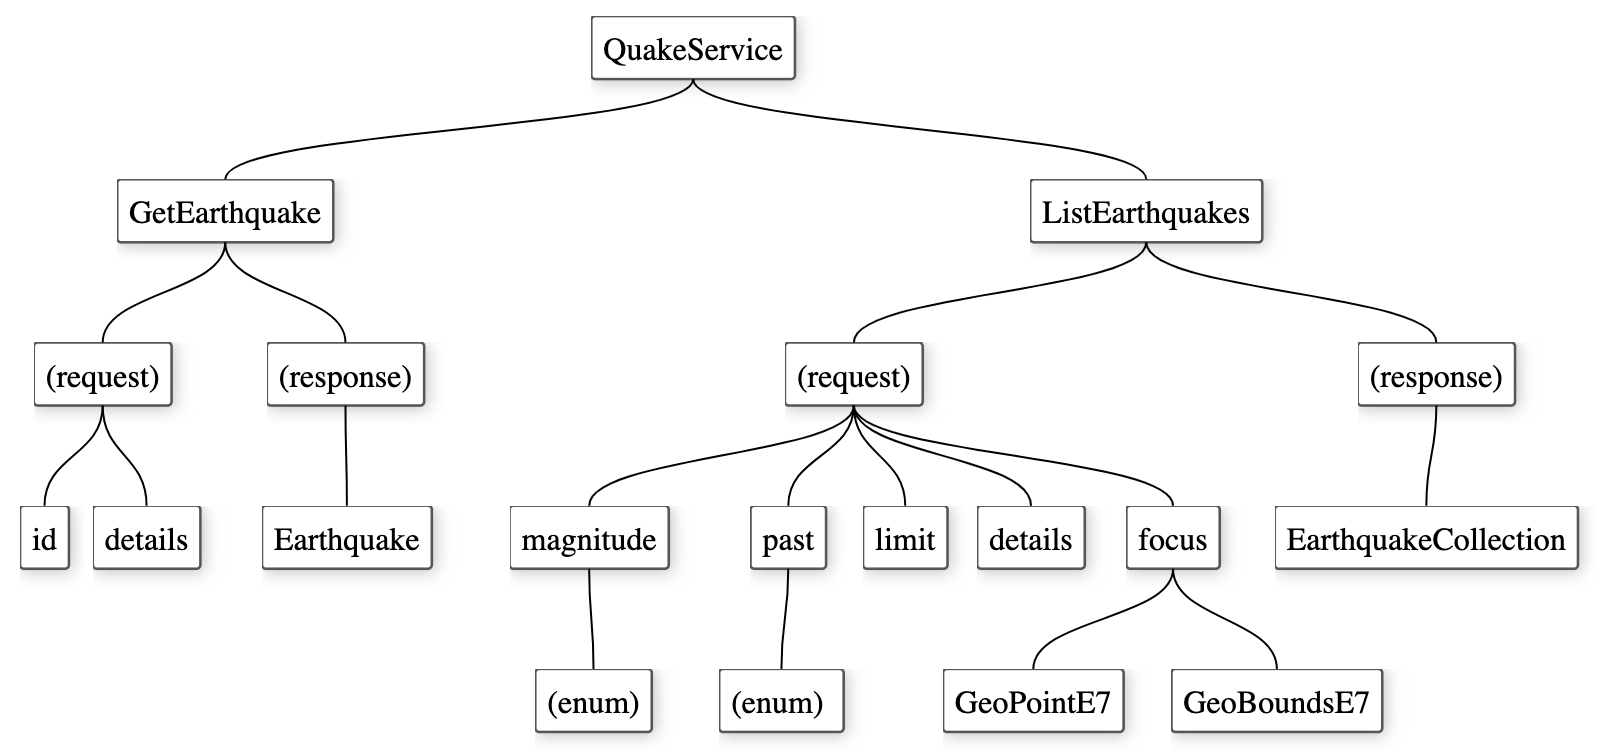 QuakeService
GetEarthquake
ListEarthquakes
(request)
(response)
(request)
(response)
id
details
Earthquake
magnitude
past
limit
details
focus
EarthquakeCollection
(enum)
(enum)
GeoPointE7
GeoBoundsE7